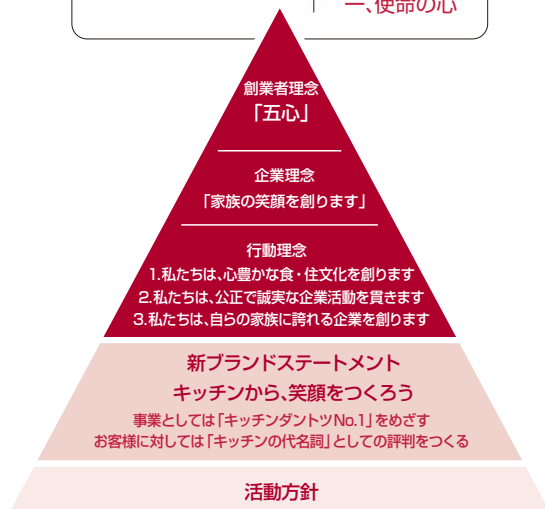 一、使命の心
創業者理念
「五心」
企業理念
「家族の笑顔を創ります」
行動理念
1.私たちは、心豊かな食・住文化を創ります
2.私たちは、公正で誠実な企業活動を貫きます
3.私たちは、自らの家族に誇れる企業を創ります
新ブランドステートメント
キッチンから、笑顔をつくろう
事業としては「キッチンダントツNo.1」をめざす
お客様に対しては「キッチンの代名詞」としての評判をつくる
活動方針